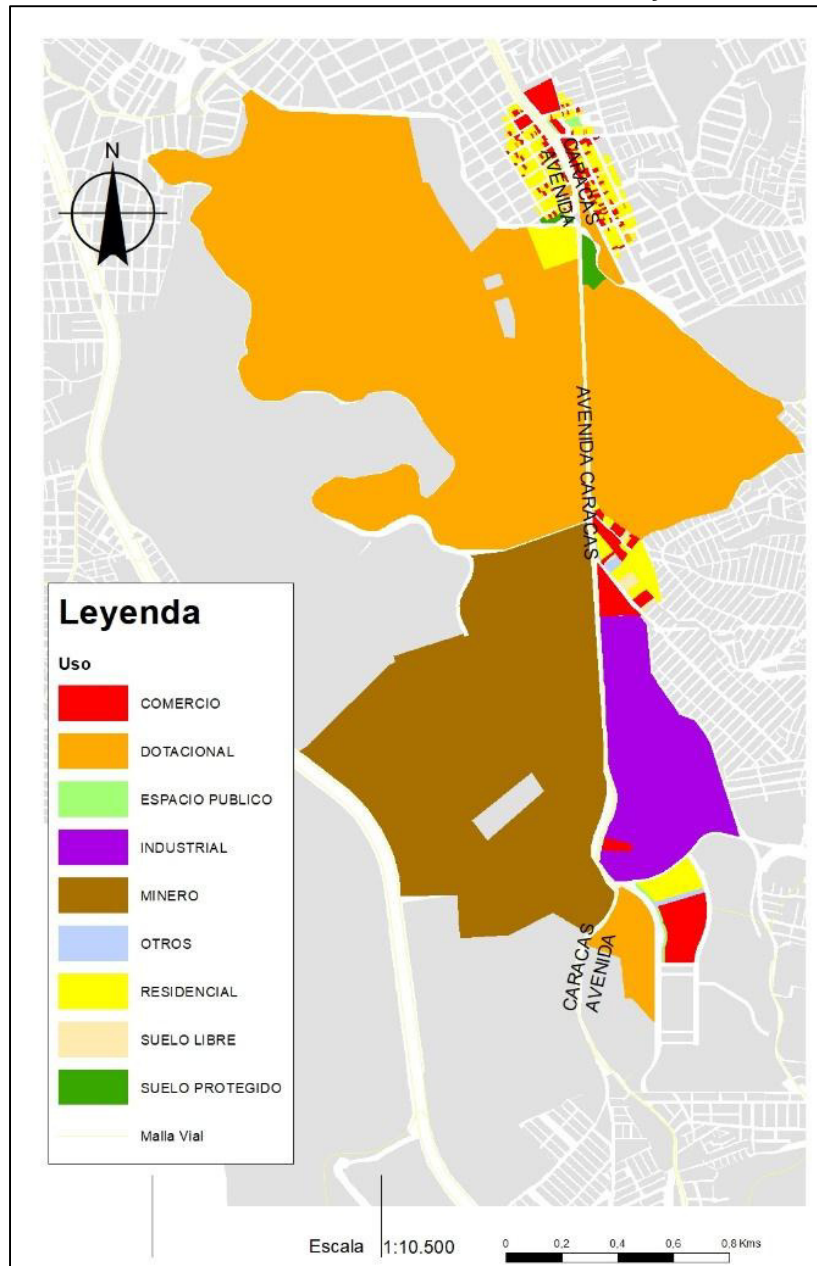 N
CARACAS
AVENIDA
AVENIDA CARACAS
CARACAS
AVENIDA
Leyenda
Uso
COMERCIO
DOTACIONAL
ESPACIO PUBLICO
INDUSTRIAL
MINERO
OTROS
RESIDENCIAL
SUELO LIBRE
SUELO PROTEGIDO
Malla Vial
Escala 1:10.500
0 0,2 0,4 0,6 0,8 Kms